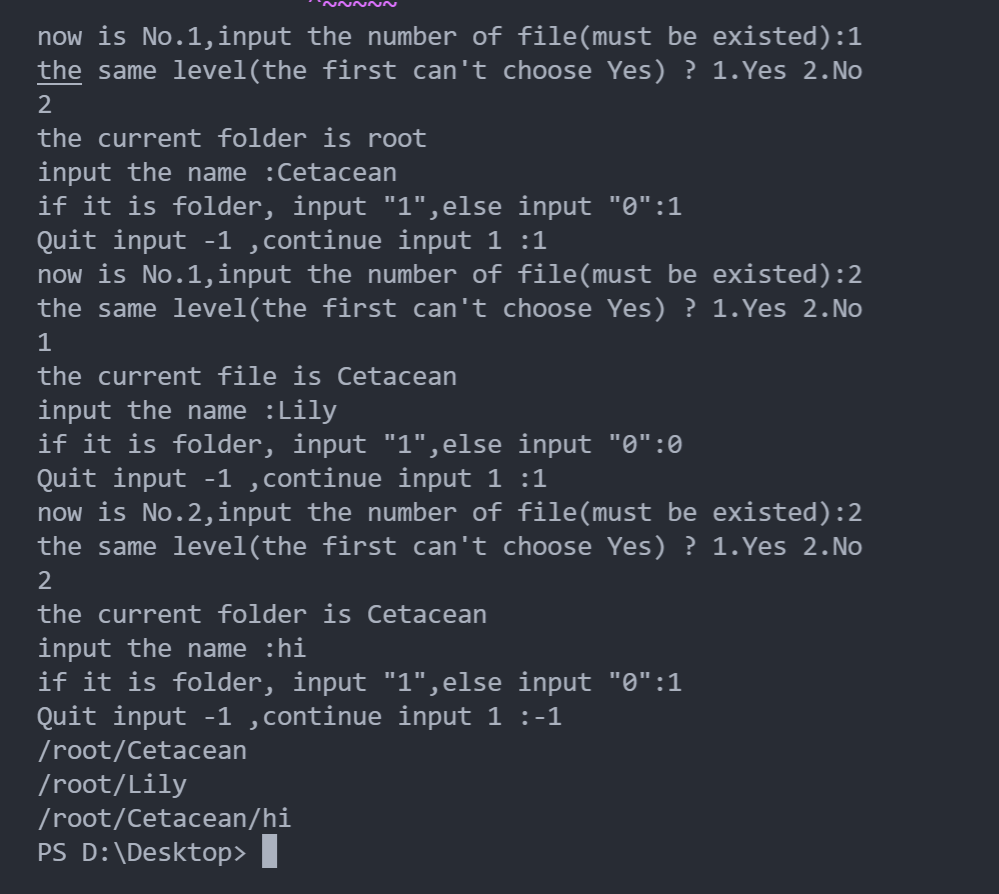 now is No.1,input the number of file(must be existed):1
the same level(the first can't choose Yes) ? 1.Yes 2.No
2
the current folder is root
input the name :Cetacean
if it is folder, input "1",else input "0":1
Quit input -1 ,continue input 1 :1
now is No.1,input the number of file(must be existed):2
the same level(the first can't choose Yes) ? 1.Yes 2.No
1
the current file is Cetacean
input the name :Lily
if it is folder, input "1",else input "0":0
Quit input -1 ,continue input 1 :1
now is No.2,input the number of file(must be existed):2
the same level(the first can't choose Yes) ? 1.Yes 2.No
2
the current folder is Cetacean
input the name :hi
if it is folder, input "1",else input "0":1
Quit input -1 ,continue input 1 :-1
/root/Cetacean
/root/Lily
/root/Cetacean/hi
PS D:\Desktop>